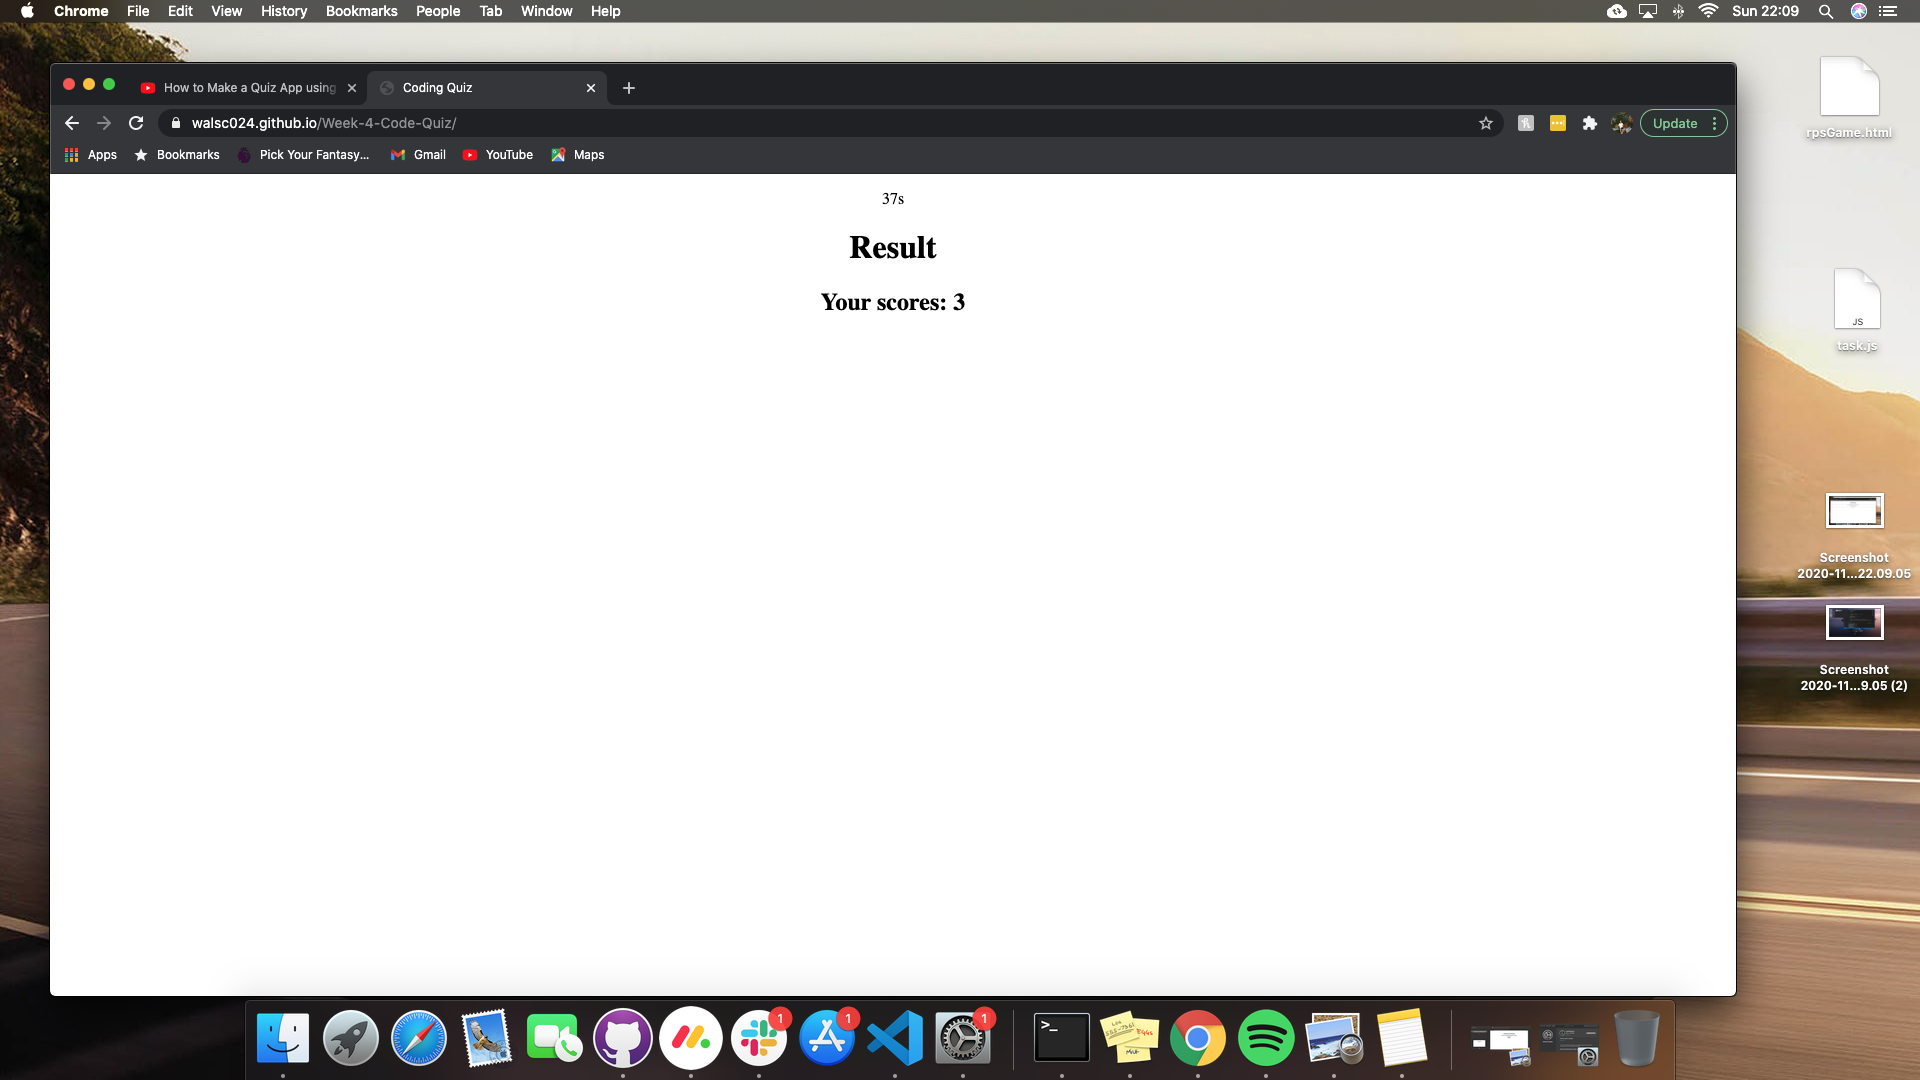 Chrome File Edit View History Bookmarks People Tab Window Help
Sun 22:09
How to Make a Quiz App using
Coding Quiz
walsc024.github.io/Week-4-Code-Quiz/
Update
Apps Bookmarks Pick Your Fantasy... Gmail YouTube Maps
37s
Result
Your scores: 3
rpsGame.html
JS
task.js
Screenshot
2020-11...22.09.05
Screenshot
2020-11...9.05 (2)
1
1
1
>_